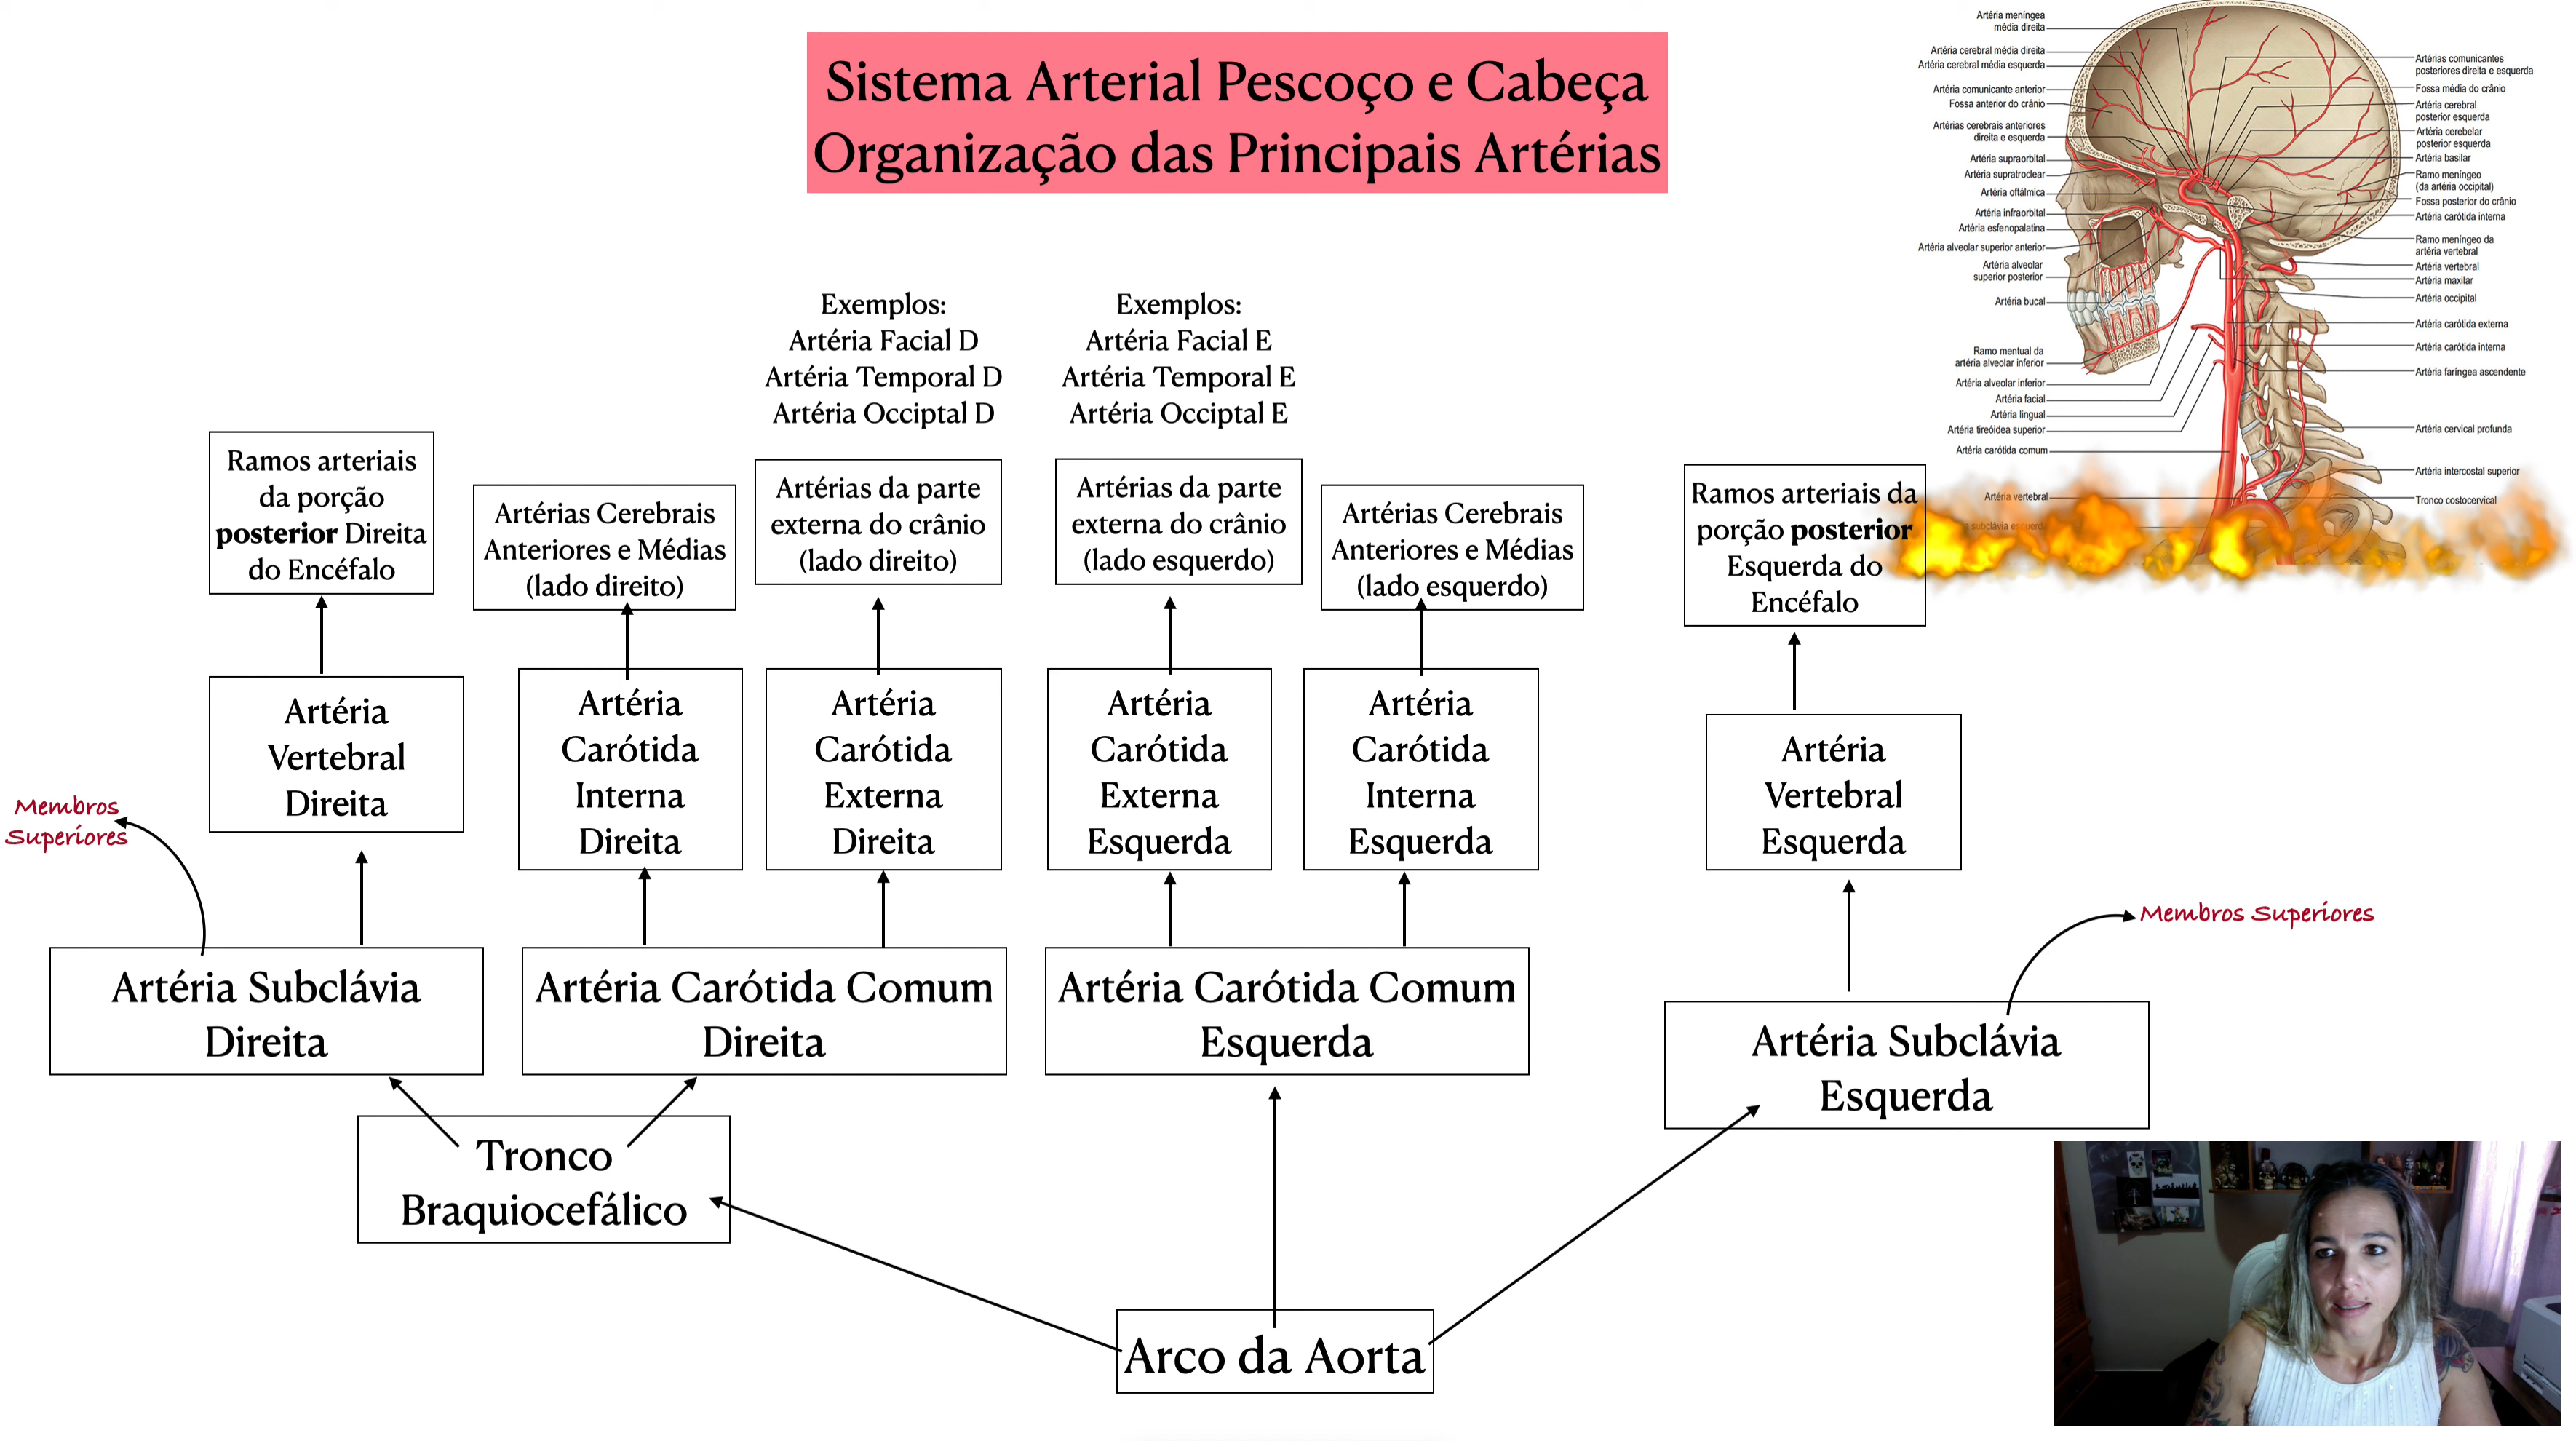 Sistema Arterial Pescoço e Cabeça
Organização das Principais Artérias
Artéria meníngea
média direita
Artéria cerebral média direita
Artéria cerebral média esquerda
Artéria comunicante anterior
Fossa anterior do crânio
Artérias cerebrais anteriores
direita e esquerda
Artéria supraorbital
Artéria supratroclear
Artéria oftálmica
Artéria infraorbital
Artéria esfenopalatina
Artéria alveolar superior anterior
Artéria alveolar
superior posterior
Artéria bucal
Ramo mentual da
artéria alveolar inferior
Artéria alveolar inferior
Artéria facial
Artéria lingual
Artéria tireóidea superior
Artéria carótida comum
Artéria vertebral
subclávia esquerd
Artérias comunicantes
posteriores direita e esquerda
Fossa média do crânio
Artéria cerebral
posterior esquerda
Artéria cerebelar
posterior esquerda
Artéria basilar
Ramo meníngeo
(da artéria occipital)
Fossa posterior do crânio
Artéria carótida interna
Ramo meníngeo da
artéria vertebral
Artéria vertebral
Artéria maxilar
Artéria occipital
Artéria carótida externa
Artéria carótida interna
Artéria faríngea ascendente
Artéria cervical profunda
Artéria intercostal superior
Tronco costocervical
Exemplos:
Artéria Facial D
Artéria Temporal D
Artéria Occiptal D
Exemplos:
Artéria Facial E
Artéria Temporal E
Artéria Occiptal E
Ramos arteriais
da porção
posterior Direita
do Encéfalo
Artérias Cerebrais
Anteriores e Médias
(lado direito)
Artérias da parte
externa do crânio
(lado direito)
Artérias da parte
externa do crânio
(lado esquerdo)
Artérias Cerebrais
Anteriores e Médias
(lado esquerdo)
Ramos arteriais da
porção posterior
Esquerda do
Encéfalo
Artéria
Vertebral
Direita
Artéria
Carótida
Interna
Direita
Artéria
Carótida
Externa
Direita
Artéria
Carótida
Externa
Esquerda
Artéria
Carótida
Interna
Esquerda
Artéria
Vertebral
Esquerda
Membros
Superiores
Membros Superiores
Artéria Subclávia
Direita
Artéria Carótida Comum
Direita
Artéria Carótida Comum
Esquerda
Artéria Subclávia
Esquerda
Tronco
Braquiocefálico
Arco da Aorta